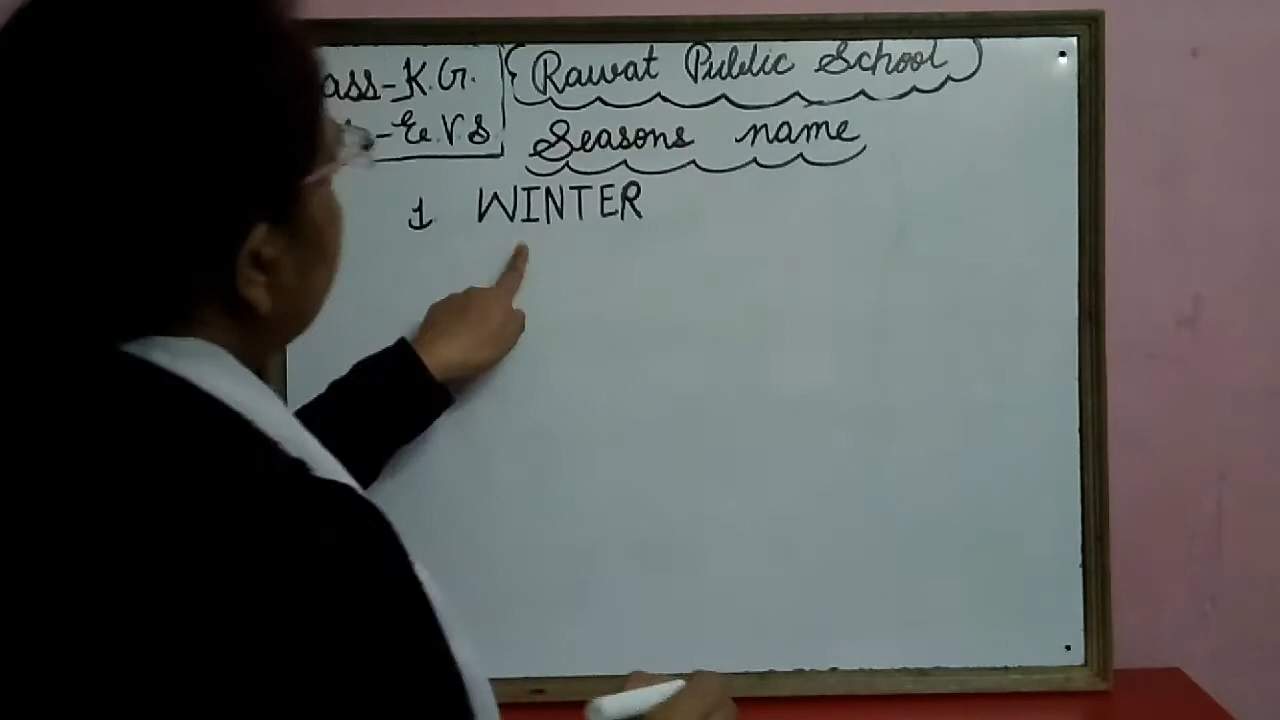 ass-K.G. { Rawat Public School }
-E.V.S Seasons name
1 WINTER